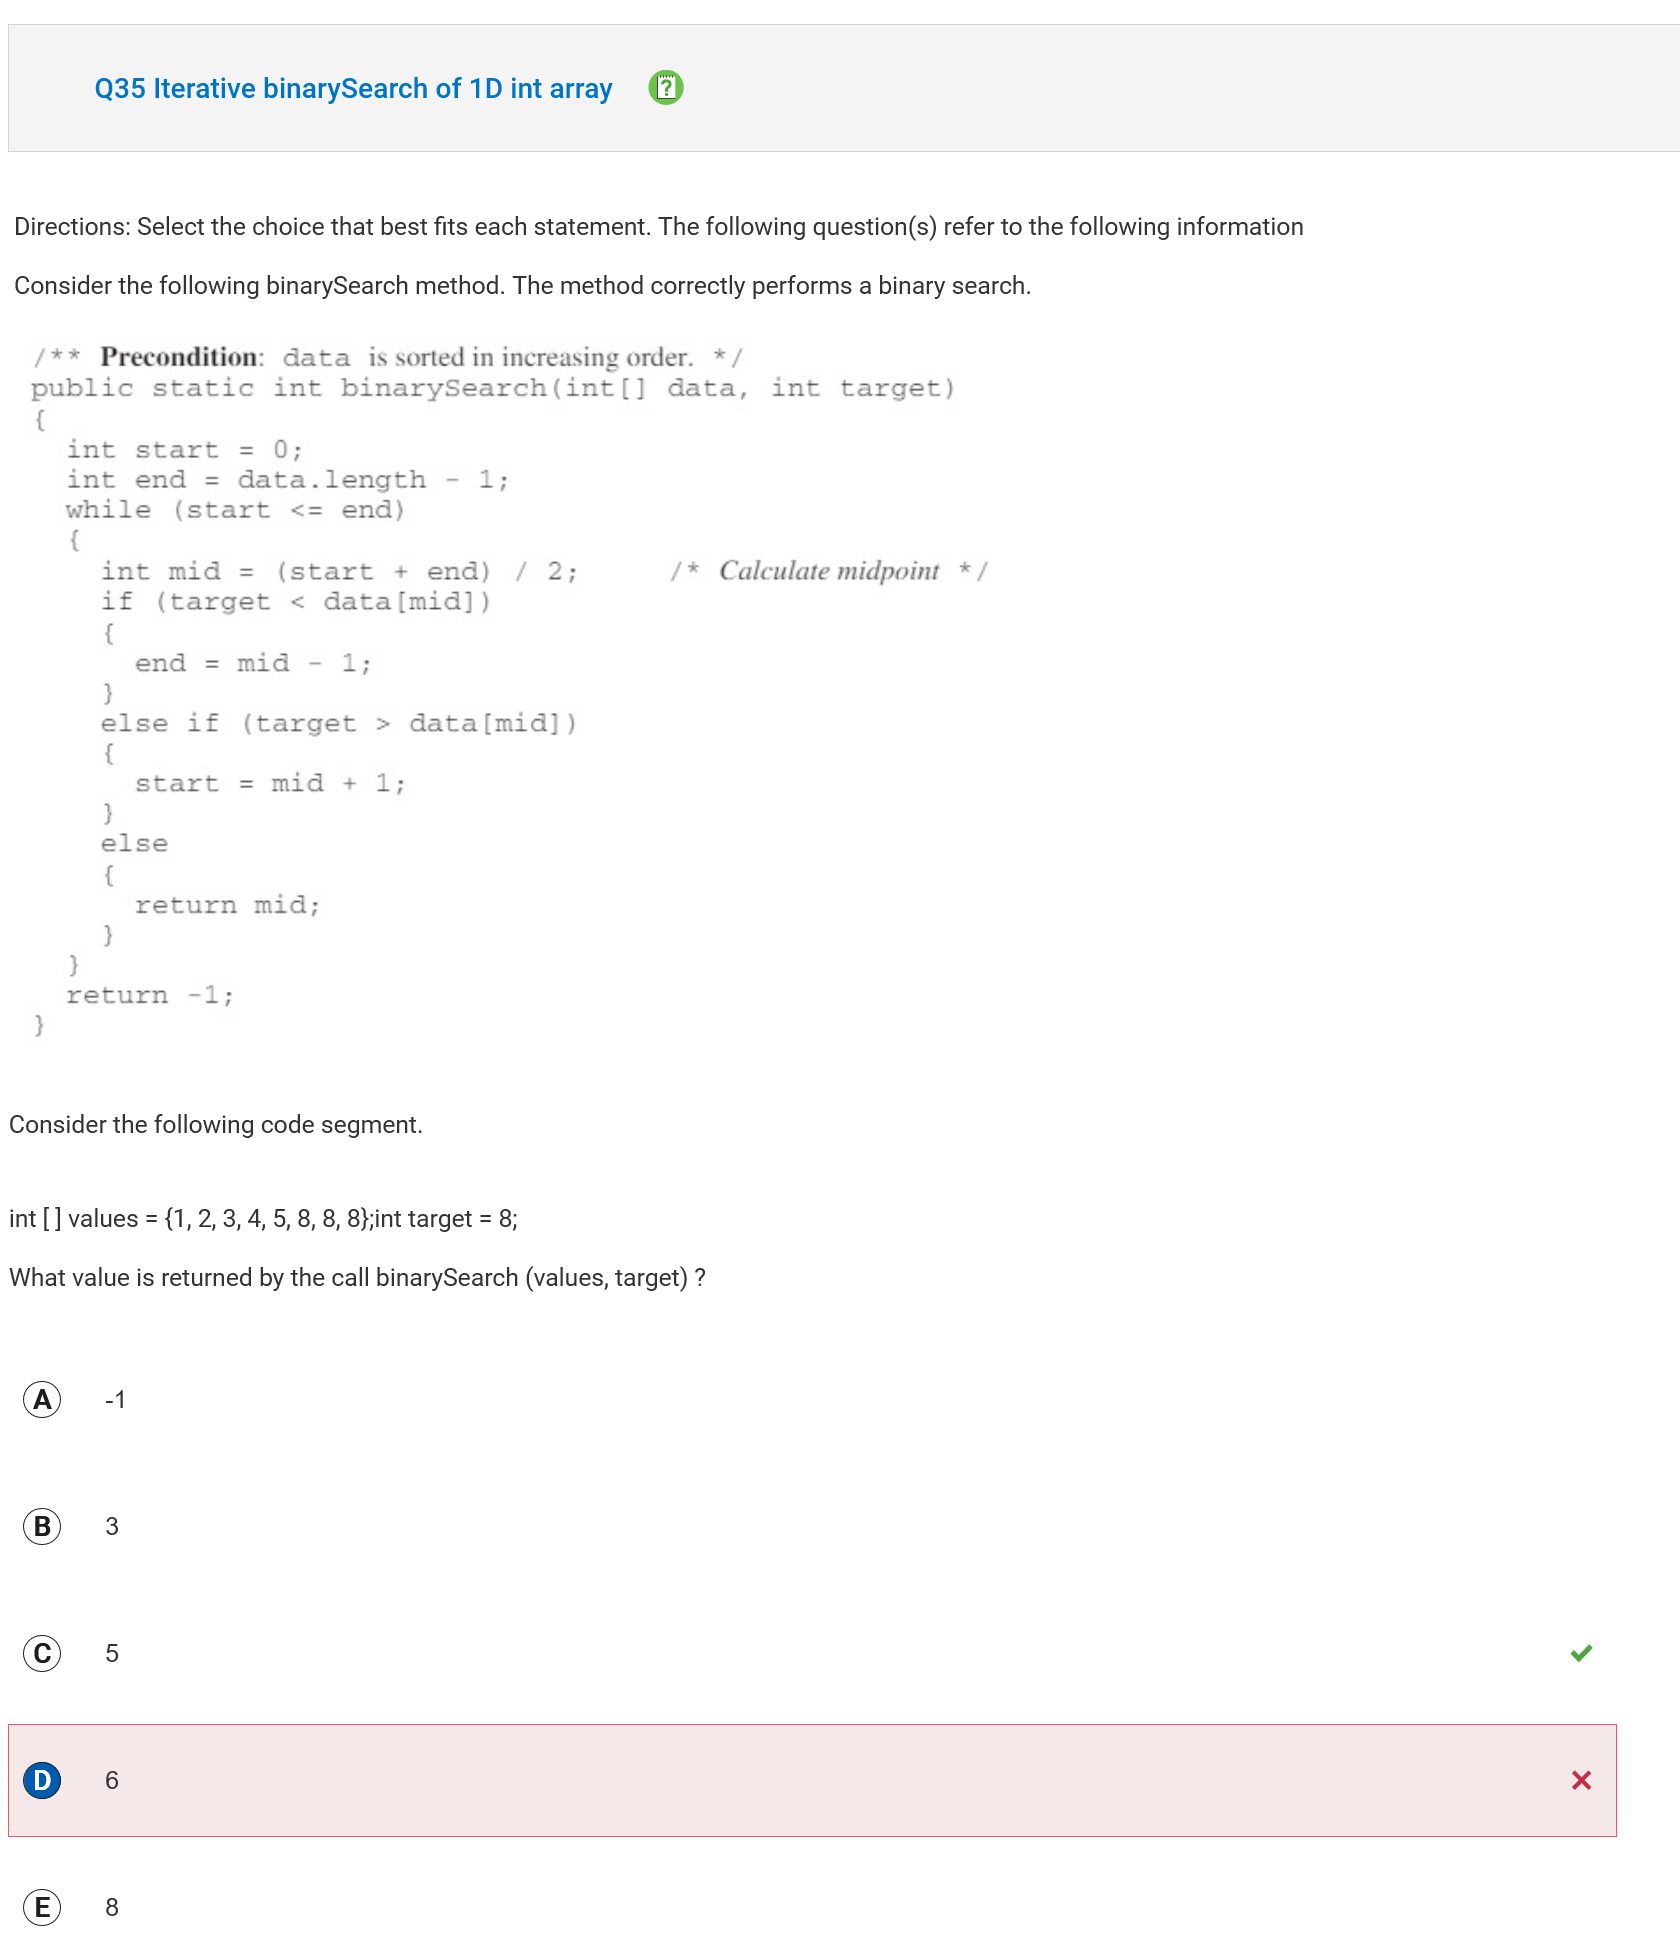 Q35 Iterative binarySearch of 1D int array
Directions: Select the choice that best fits each statement. The following question(s) refer to the following information
Consider the following binarySearch method. The method correctly performs a binary search.
/** Precondition: data is sorted in increasing order. */
public static int binarySearch(int[] data, int target)
{
int start = 0;
int end = data.length - 1;
while (start <= end)
{
int mid = (start + end) / 2; /* Calculate midpoint */
if (target < data[mid])
{
end = mid - 1;
}
else if (target > data[mid])
{
start = mid + 1;
}
else
{
return mid;
}
}
return -1;
}
Consider the following code segment.
int [ ] values = {1, 2, 3, 4, 5, 8, 8, 8};int target = 8;
What value is returned by the call binarySearch (values, target) ?
A -1
B 3
C 5
D 6
E 8